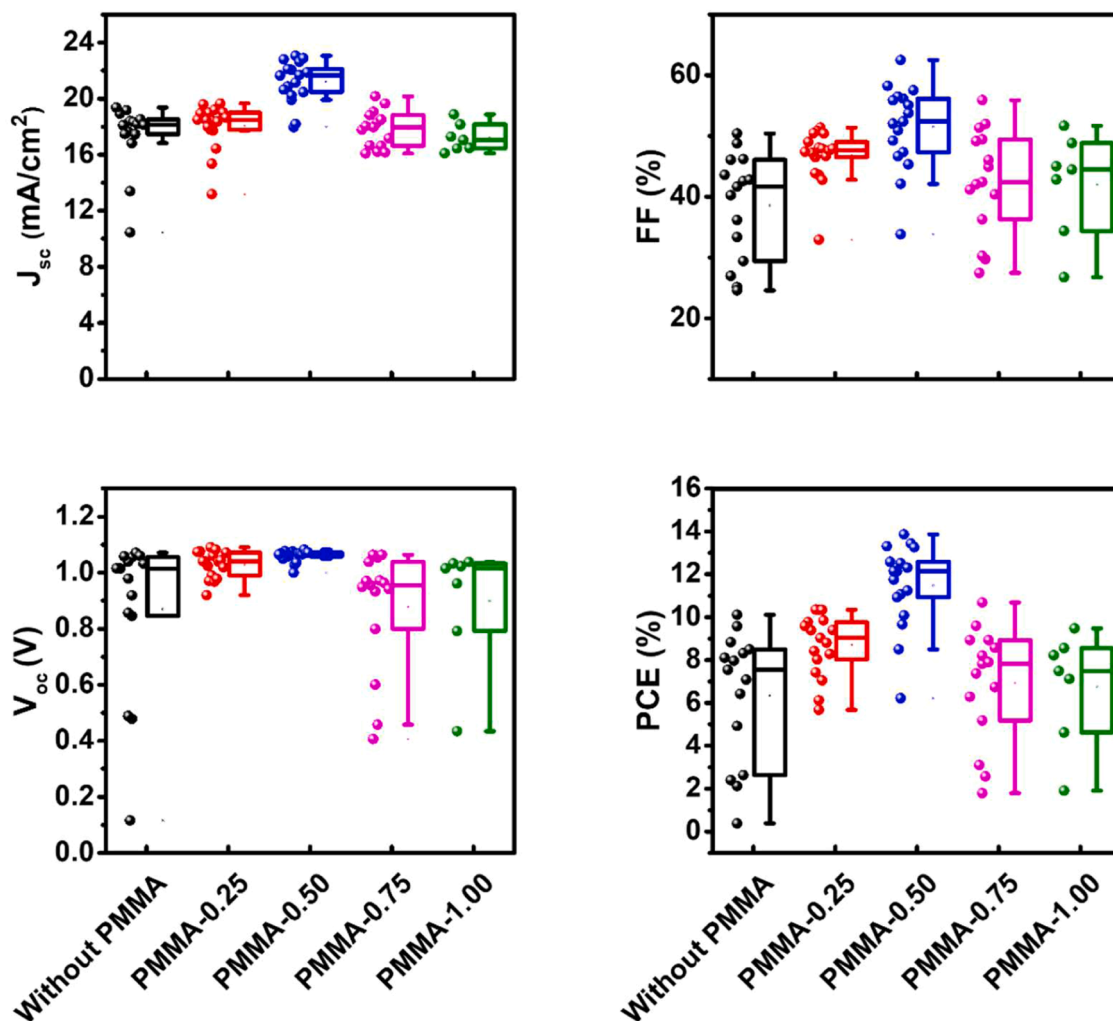 24
20
16
12
8
4
0
J_sc (mA/cm²)
60
40
20
FF (%)
1.2
1.0
0.8
0.6
0.4
0.2
0.0
V_oc (V)
Without PMMA
PMMA-0.25
PMMA-0.50
PMMA-0.75
PMMA-1.00
16
14
12
10
8
6
4
2
0
PCE (%)
Without PMMA
PMMA-0.25
PMMA-0.50
PMMA-0.75
PMMA-1.00